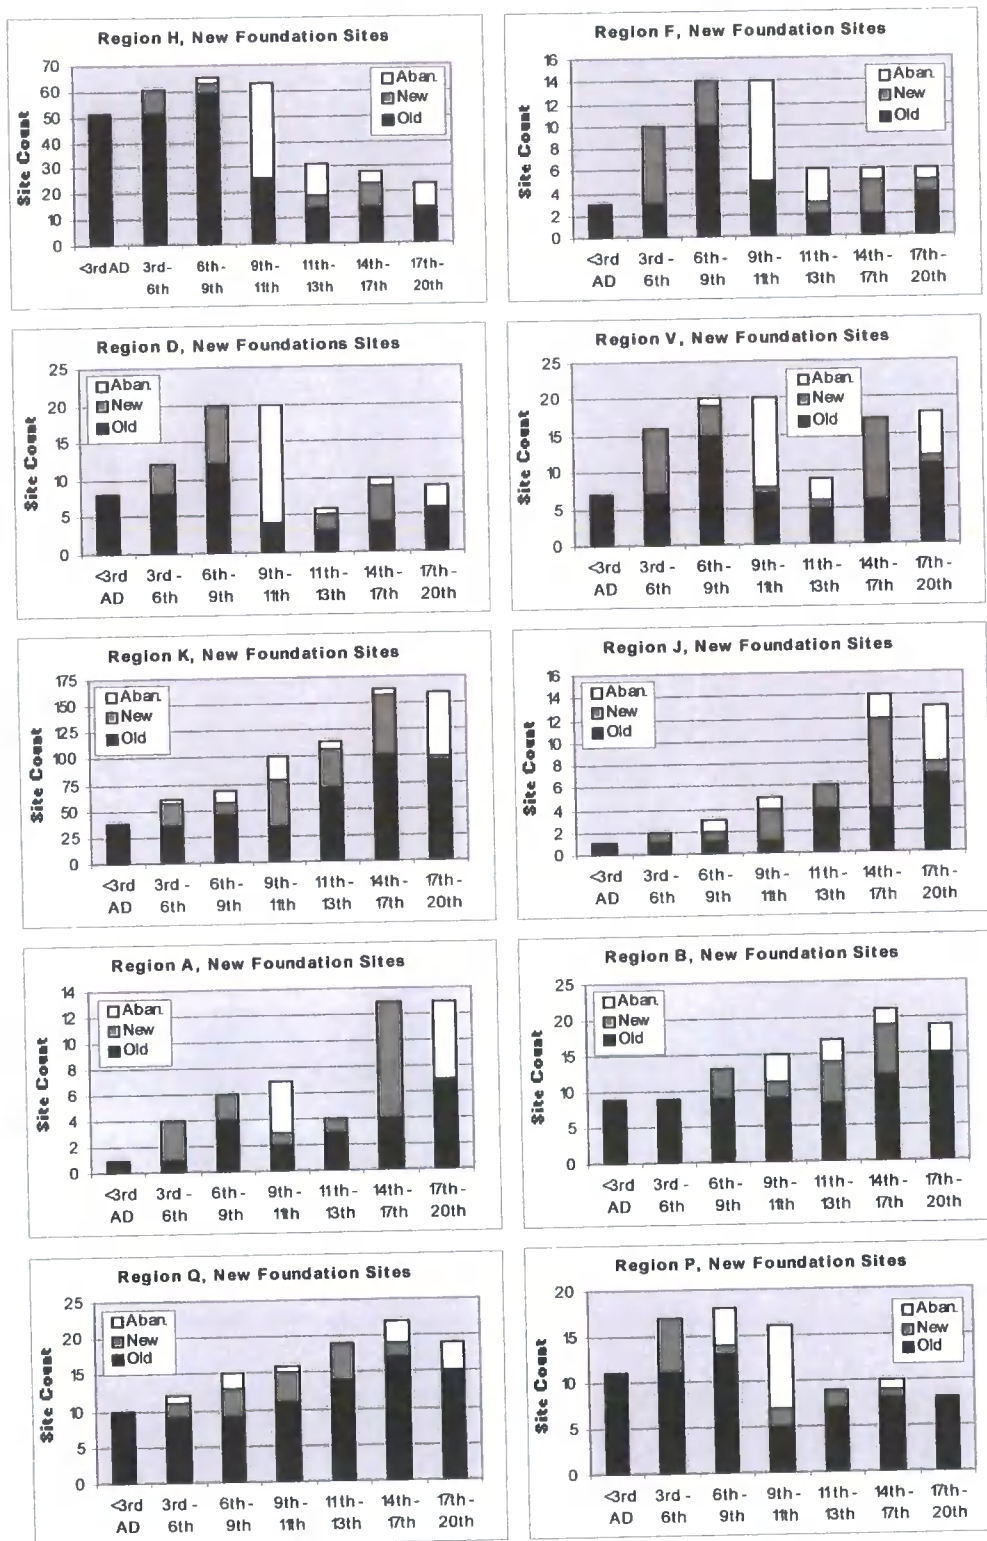 Region H, New Foundation Sites
Site Count
70
60
50
40
30
20
10
0
Aban.
New
Old
<3rd AD 3rd - 6th 6th - 9th 9th - 11th 11th - 13th 14th - 17th 17th - 20th
Region F, New Foundation Sites
Site Count
16
14
12
10
8
6
4
2
0
Aban.
New
Old
<3rd AD 3rd - 6th 6th - 9th 9th - 11th 11th - 13th 14th - 17th 17th - 20th
Region D, New Foundations Sites
Site Count
25
20
15
10
5
0
Aban.
New
Old
<3rd AD 3rd - 6th 6th - 9th 9th - 11th 11th - 13th 14th - 17th 17th - 20th
Region V, New Foundation Sites
Site Count
25
20
15
10
5
0
Aban.
New
Old
<3rd AD 3rd - 6th 6th - 9th 9th - 11th 11th - 13th 14th - 17th 17th - 20th
Region K, New Foundation Sites
Site Count
175
150
125
100
75
50
25
0
Aban.
New
Old
<3rd AD 3rd - 6th 6th - 9th 9th - 11th 11th - 13th 14th - 17th 17th - 20th
Region J, New Foundation Sites
Site Count
16
14
12
10
8
6
4
2
0
Aban.
New
Old
<3rd AD 3rd - 6th 6th - 9th 9th - 11th 11th - 13th 14th - 17th 17th - 20th
Region A, New Foundation Sites
Site Count
14
12
10
8
6
4
2
0
Aban.
New
Old
<3rd AD 3rd - 6th 6th - 9th 9th - 11th 11th - 13th 14th - 17th 17th - 20th
Region B, New Foundation Sites
Site Count
25
20
15
10
5
0
Aban.
New
Old
<3rd AD 3rd - 6th 6th - 9th 9th - 11th 11th - 13th 14th - 17th 17th - 20th
Region Q, New Foundation Sites
Site Count
25
20
15
10
5
0
Aban.
New
Old
<3rd AD 3rd - 6th 6th - 9th 9th - 11th 11th - 13th 14th - 17th 17th - 20th
Region P, New Foundation Sites
Site Count
20
15
10
5
0
Aban.
New
Old
<3rd AD 3rd - 6th 6th - 9th 9th - 11th 11th - 13th 14th - 17th 17th - 20th